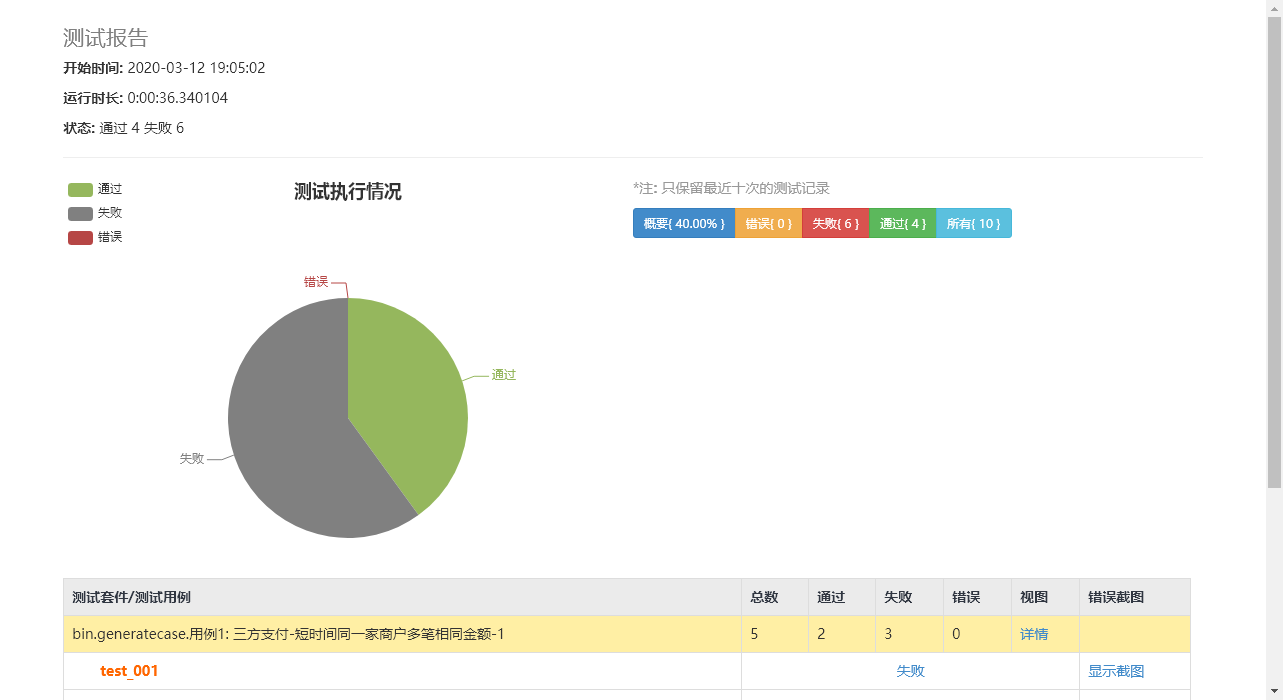 测试报告
开始时间: 2020-03-12 19:05:02
运行时长: 0:00:36.340104
状态: 通过 4 失败 6
通过
失败
错误
测试执行情况
*注: 只保留最近十次的测试记录
概要{ 40.00% } 错误{ 0 } 失败{ 6 } 通过{ 4 } 所有{ 10 }
错误
通过
失败
测试套件/测试用例 总数 通过 失败 错误 视图 错误截图
bin.generatecase.用例1: 三方支付-短时间同一家商户多笔相同金额-1 5 2 3 0 详情
test_001 失败 显示截图